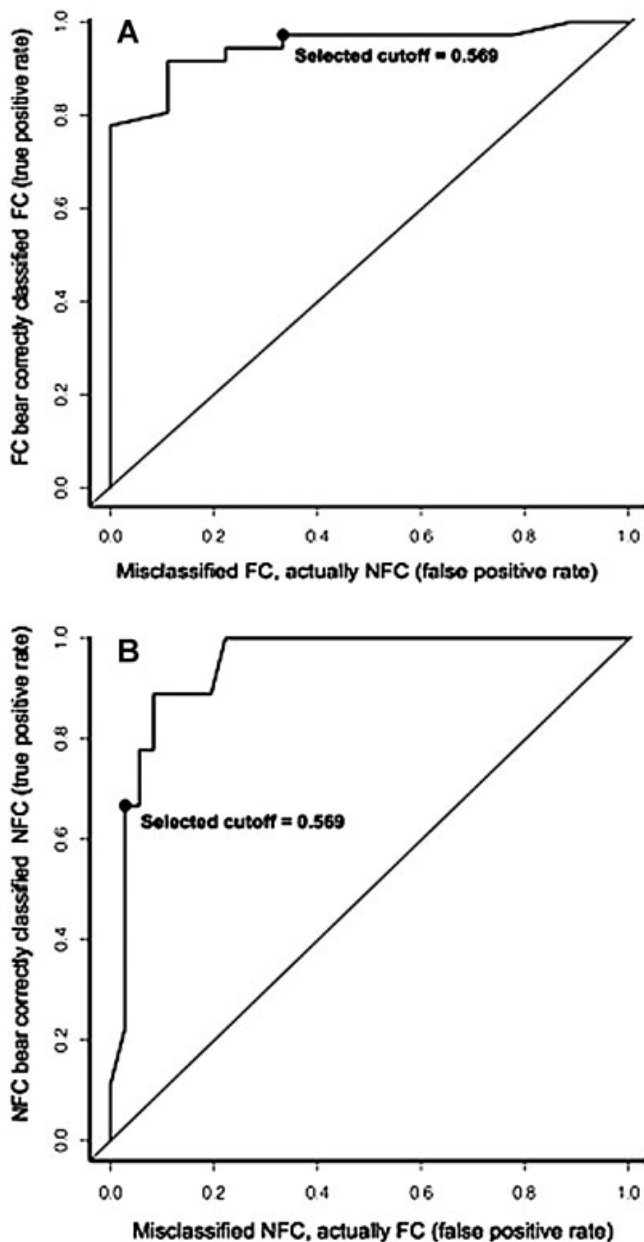 A
Selected cutoff = 0.569
FC bear correctly classified FC (true positive rate)
0.0 0.2 0.4 0.6 0.8 1.0
0.0 0.2 0.4 0.6 0.8 1.0
Misclassified FC, actually NFC (false positive rate)
B
Selected cutoff = 0.569
NFC bear correctly classified NFC (true positive rate)
0.0 0.2 0.4 0.6 0.8 1.0
0.0 0.2 0.4 0.6 0.8 1.0
Misclassified NFC, actually FC (false positive rate)